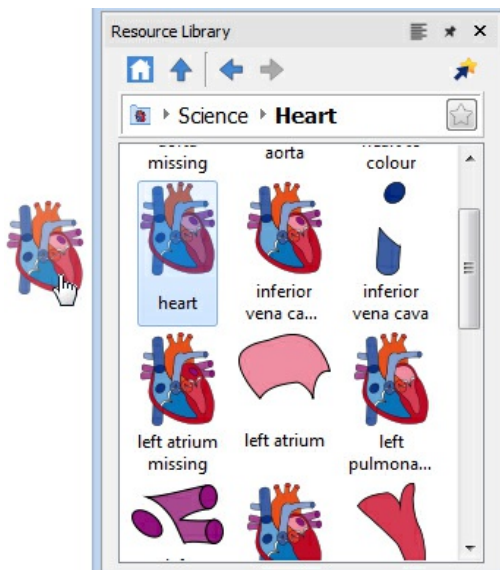 Resource Library
Science Heart
missing
aorta
colour
heart
inferior
vena ca...
inferior
vena cava
left atrium
missing
left atrium
left
pulmona...